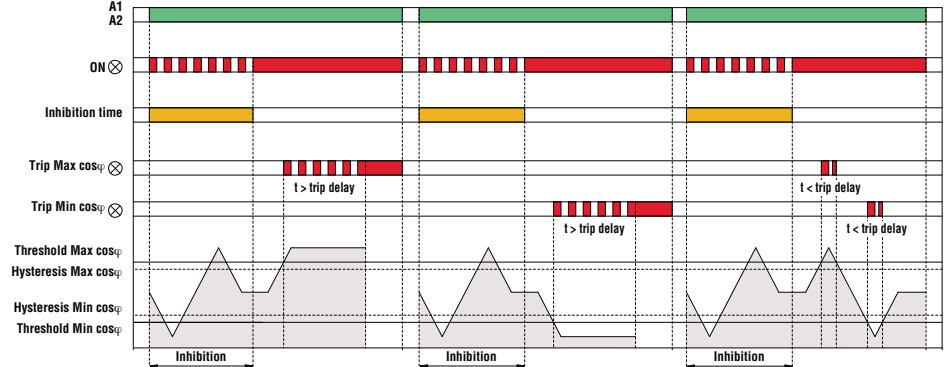 A1
A2
ON
Inhibition time
Trip Max cosφ
t > trip delay
t < trip delay
Trip Min cosφ
t > trip delay
t < trip delay
Threshold Max cosφ
Hysteresis Max cosφ
Hysteresis Min cosφ
Threshold Min cosφ
Inhibition
Inhibition
Inhibition